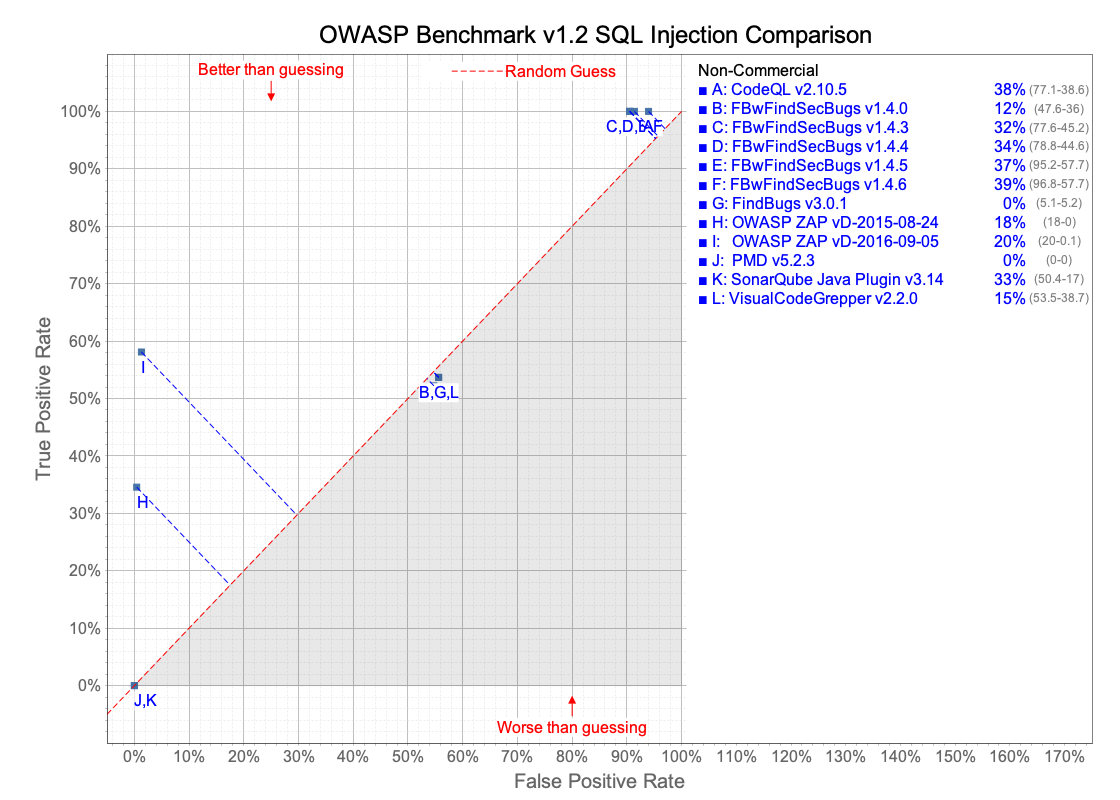 OWASP Benchmark v1.2 SQL Injection Comparison
Better than guessing
Random Guess
Non-Commercial
A: CodeQL v2.10.5 38% (77.1-38.6)
B: FBwFindSecBugs v1.4.0 12% (47.6-36)
C: FBwFindSecBugs v1.4.3 32% (77.6-45.2)
D: FBwFindSecBugs v1.4.4 34% (78.8-44.6)
E: FBwFindSecBugs v1.4.5 37% (95.2-57.7)
F: FBwFindSecBugs v1.4.6 39% (96.8-57.7)
G: FindBugs v3.0.1 0% (5.1-5.2)
H: OWASP ZAP vD-2015-08-24 18% (18-0)
I: OWASP ZAP vD-2016-09-05 20% (20-0.1)
J: PMD v5.2.3 0% (0-0)
K: SonarQube Java Plugin v3.14 33% (50.4-17)
L: VisualCodeGrepper v2.2.0 15% (53.5-38.7)
True Positive Rate
100%
90%
80%
70%
60%
50%
40%
30%
20%
10%
0%
C,D,
I
B,G,L
H
J,K
Worse than guessing
0% 10% 20% 30% 40% 50% 60% 70% 80% 90% 100% 110% 120% 130% 140% 150% 160% 170%
False Positive Rate